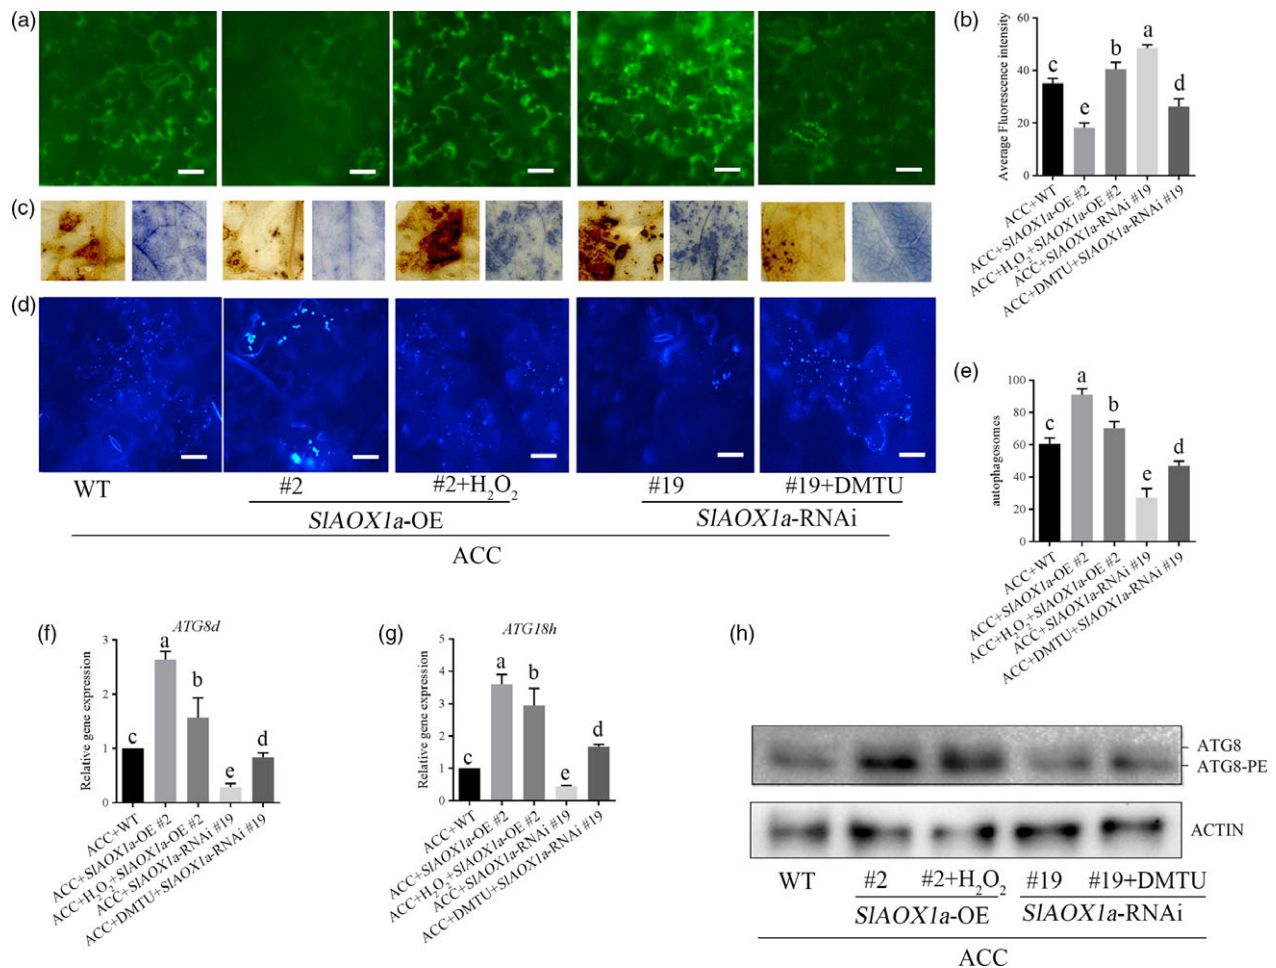 (a)
(b)
Average Fluorescence intensity
60
40
20
0
c
e
b
a
d
ACC+WT
ACC+SlAOX1a-OE #2
ACC+H₂O₂+SlAOX1a-OE #2
ACC+SlAOX1a-RNAi #19
ACC+DMTU+SlAOX1a-RNAi #19
(c)
(d)
WT
#2
#2+H₂O₂
#19
#19+DMTU
SlAOX1a-OE
SlAOX1a-RNAi
ACC
(e)
autophagosomes
100
80
60
40
20
0
c
a
b
e
d
ACC+WT
ACC+SlAOX1a-OE #2
ACC+H₂O₂+SlAOX1a-OE #2
ACC+SlAOX1a-RNAi #19
ACC+DMTU+SlAOX1a-RNAi #19
(f)
ATG8d
Relative gene expression
3
2
1
0
c
a
b
e
d
ACC+WT
ACC+SlAOX1a-OE #2
ACC+H₂O₂+SlAOX1a-OE #2
ACC+SlAOX1a-RNAi #19
ACC+DMTU+SlAOX1a-RNAi #19
(g)
ATG18h
Relative gene expression
5
4
3
2
1
0
c
a
b
e
d
ACC+WT
ACC+SlAOX1a-OE #2
ACC+H₂O₂+SlAOX1a-OE #2
ACC+SlAOX1a-RNAi #19
ACC+DMTU+SlAOX1a-RNAi #19
(h)
ATG8
ATG8-PE
ACTIN
WT
#2
#2+H₂O₂
#19
#19+DMTU
SlAOX1a-OE
SlAOX1a-RNAi
ACC